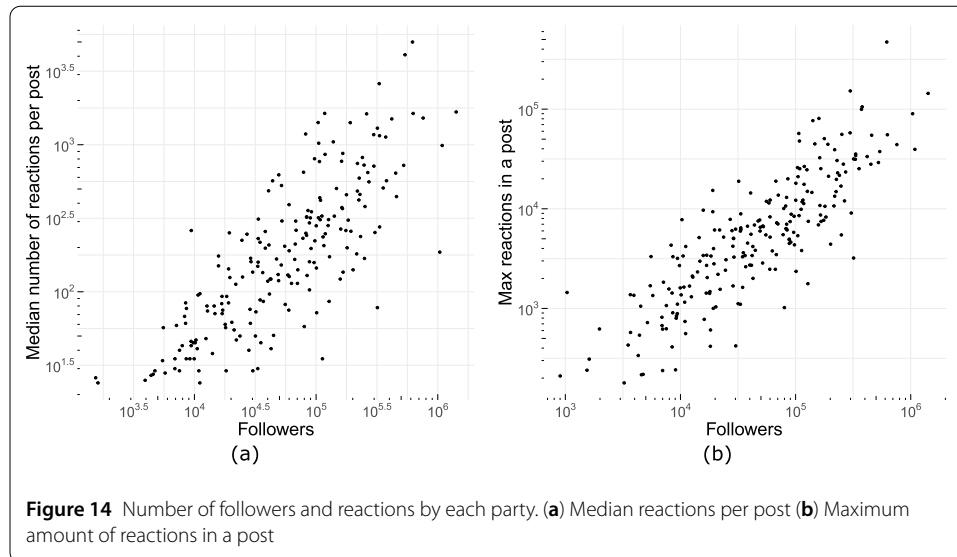 Median number of reactions per post
10^3.5
10^3
10^2.5
10^2
10^1.5
10^3.5 10^4 10^4.5 10^5 10^5.5 10^6
Followers
(a)
Max reactions in a post
10^5
10^4
10^3
10^3 10^4 10^5 10^6
Followers
(b)
Figure 14 Number of followers and reactions by each party. (a) Median reactions per post (b) Maximum
amount of reactions in a post